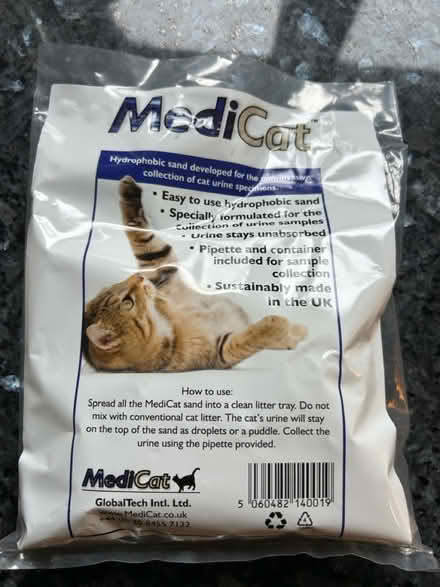 MediCat™
Hydrophobic sand developed for the
collection of cat urine specimens.
• Easy to use hydrophobic sand
• Specially formulated for the
collection of urine samples
• Urine stays unabsorbed
• Pipette and container
included for sample
collection
• Sustainably made
in the UK
How to use:
Spread all the MediCat sand into a clean litter tray. Do not
mix with conventional cat litter. The cat's urine will stay
on the top of the sand as droplets or a puddle. Collect the
urine using the pipette provided.
MediCat
GlobalTech Intl. Ltd.
www.MediCat.co.uk
8455 7132
5 060482 140019